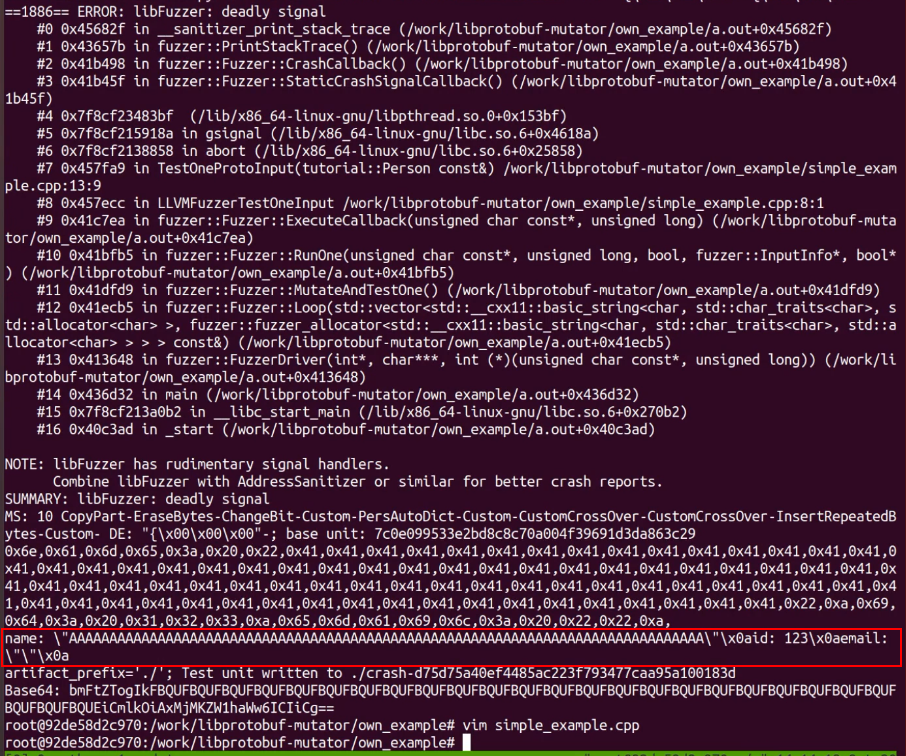 ==1886== ERROR: libFuzzer: deadly signal
#0 0x45682f in __sanitizer_print_stack_trace (/work/libprotobuf-mutator/own_example/a.out+0x45682f)
#1 0x43657b in fuzzer::PrintStackTrace() (/work/libprotobuf-mutator/own_example/a.out+0x43657b)
#2 0x41b498 in fuzzer::Fuzzer::CrashCallback() (/work/libprotobuf-mutator/own_example/a.out+0x41b498)
#3 0x41b45f in fuzzer::Fuzzer::StaticCrashSignalCallback() (/work/libprotobuf-mutator/own_example/a.out+0x4
1b45f)
#4 0x7f8cf23483bf (/lib/x86_64-linux-gnu/libpthread.so.0+0x153bf)
#5 0x7f8cf215918a in gsignal (/lib/x86_64-linux-gnu/libc.so.6+0x4618a)
#6 0x7f8cf2138858 in abort (/lib/x86_64-linux-gnu/libc.so.6+0x25858)
#7 0x457fa9 in TestOneProtoInput(tutorial::Person const&) /work/libprotobuf-mutator/own_example/simple_exam
ple.cpp:13:9
#8 0x457ecc in LLVMFuzzerTestOneInput /work/libprotobuf-mutator/own_example/simple_example.cpp:8:1
#9 0x41c7ea in fuzzer::Fuzzer::ExecuteCallback(unsigned char const*, unsigned long) (/work/libprotobuf-muta
tor/own_example/a.out+0x41c7ea)
#10 0x41bfb5 in fuzzer::Fuzzer::RunOne(unsigned char const*, unsigned long, bool, fuzzer::InputInfo*, bool*
) (/work/libprotobuf-mutator/own_example/a.out+0x41bfb5)
#11 0x41dfd9 in fuzzer::Fuzzer::MutateAndTestOne() (/work/libprotobuf-mutator/own_example/a.out+0x41dfd9)
#12 0x41ecb5 in fuzzer::Fuzzer::Loop(std::vector<std::__cxx11::basic_string<char, std::char_traits<char>, s
td::allocator<char> >, fuzzer::fuzzer_allocator<std::__cxx11::basic_string<char, std::char_traits<char>, std::a
llocator<char> > > > const&) (/work/libprotobuf-mutator/own_example/a.out+0x41ecb5)
#13 0x413648 in fuzzer::FuzzerDriver(int*, char***, int (*)(unsigned char const*, unsigned long)) (/work/li
bprotobuf-mutator/own_example/a.out+0x413648)
#14 0x436d32 in main (/work/libprotobuf-mutator/own_example/a.out+0x436d32)
#15 0x7f8cf213a0b2 in __libc_start_main (/lib/x86_64-linux-gnu/libc.so.6+0x270b2)
#16 0x40c3ad in _start (/work/libprotobuf-mutator/own_example/a.out+0x40c3ad)
NOTE: libFuzzer has rudimentary signal handlers.
Combine libFuzzer with AddressSanitizer or similar for better crash reports.
SUMMARY: libFuzzer: deadly signal
MS: 10 CopyPart-EraseBytes-ChangeBit-Custom-PersAutoDict-Custom-CustomCrossOver-CustomCrossOver-InsertRepeatedB
ytes-Custom- DE: "{\x00\x00\x00"-; base unit: 7c0e099533e2bd8c8c70a004f39691d3da863c29
0x6e,0x61,0x6d,0x65,0x3a,0x20,0x22,0x41,0x41,0x41,0x41,0x41,0x41,0x41,0x41,0x41,0x41,0x41,0x41,0x41,0x41,0x41,0
x41,0x41,0x41,0x41,0x41,0x41,0x41,0x41,0x41,0x41,0x41,0x41,0x41,0x41,0x41,0x41,0x41,0x41,0x41,0x41,0x41,0x41,0x
41,0x41,0x41,0x41,0x41,0x41,0x41,0x41,0x41,0x41,0x41,0x41,0x41,0x41,0x41,0x41,0x41,0x41,0x41,0x41,0x41,0x41,0x4
1,0x41,0x41,0x41,0x41,0x41,0x41,0x41,0x41,0x41,0x41,0x41,0x41,0x41,0x41,0x41,0x41,0x41,0x41,0x22,0xa,0x69,
0x64,0x3a,0x20,0x31,0x32,0x33,0xa,0x65,0x6d,0x61,0x69,0x6c,0x3a,0x20,0x22,0x22,0xa,
name: \"AAAAAAAAAAAAAAAAAAAAAAAAAAAAAAAAAAAAAAAAAAAAAAAAAAAAAAAAAAAAAAAAAAAAAAAAAAAAAAA\"\x0aid: 123\x0aemail:
\"\"\x0a
artifact_prefix='./'; Test unit written to ./crash-d75d75a40ef4485ac223f793477caa95a100183d
Base64: bmFtZTogIkFBQUFBQUFBQUFBQUFBQUFBQUFBQUFBQUFBQUFBQUFBQUFBQUFBQUFBQUFBQUFBQUFBQUFBQUFBQUFBQUFBQUFBQUFBQUF
BQUFBQUFBQUEiCmlkOiAxMjMKZW1haWw6ICIiCg==
root@92de58d2c970:/work/libprotobuf-mutator/own_example# vim simple_example.cpp
root@92de58d2c970:/work/libprotobuf-mutator/own_example#